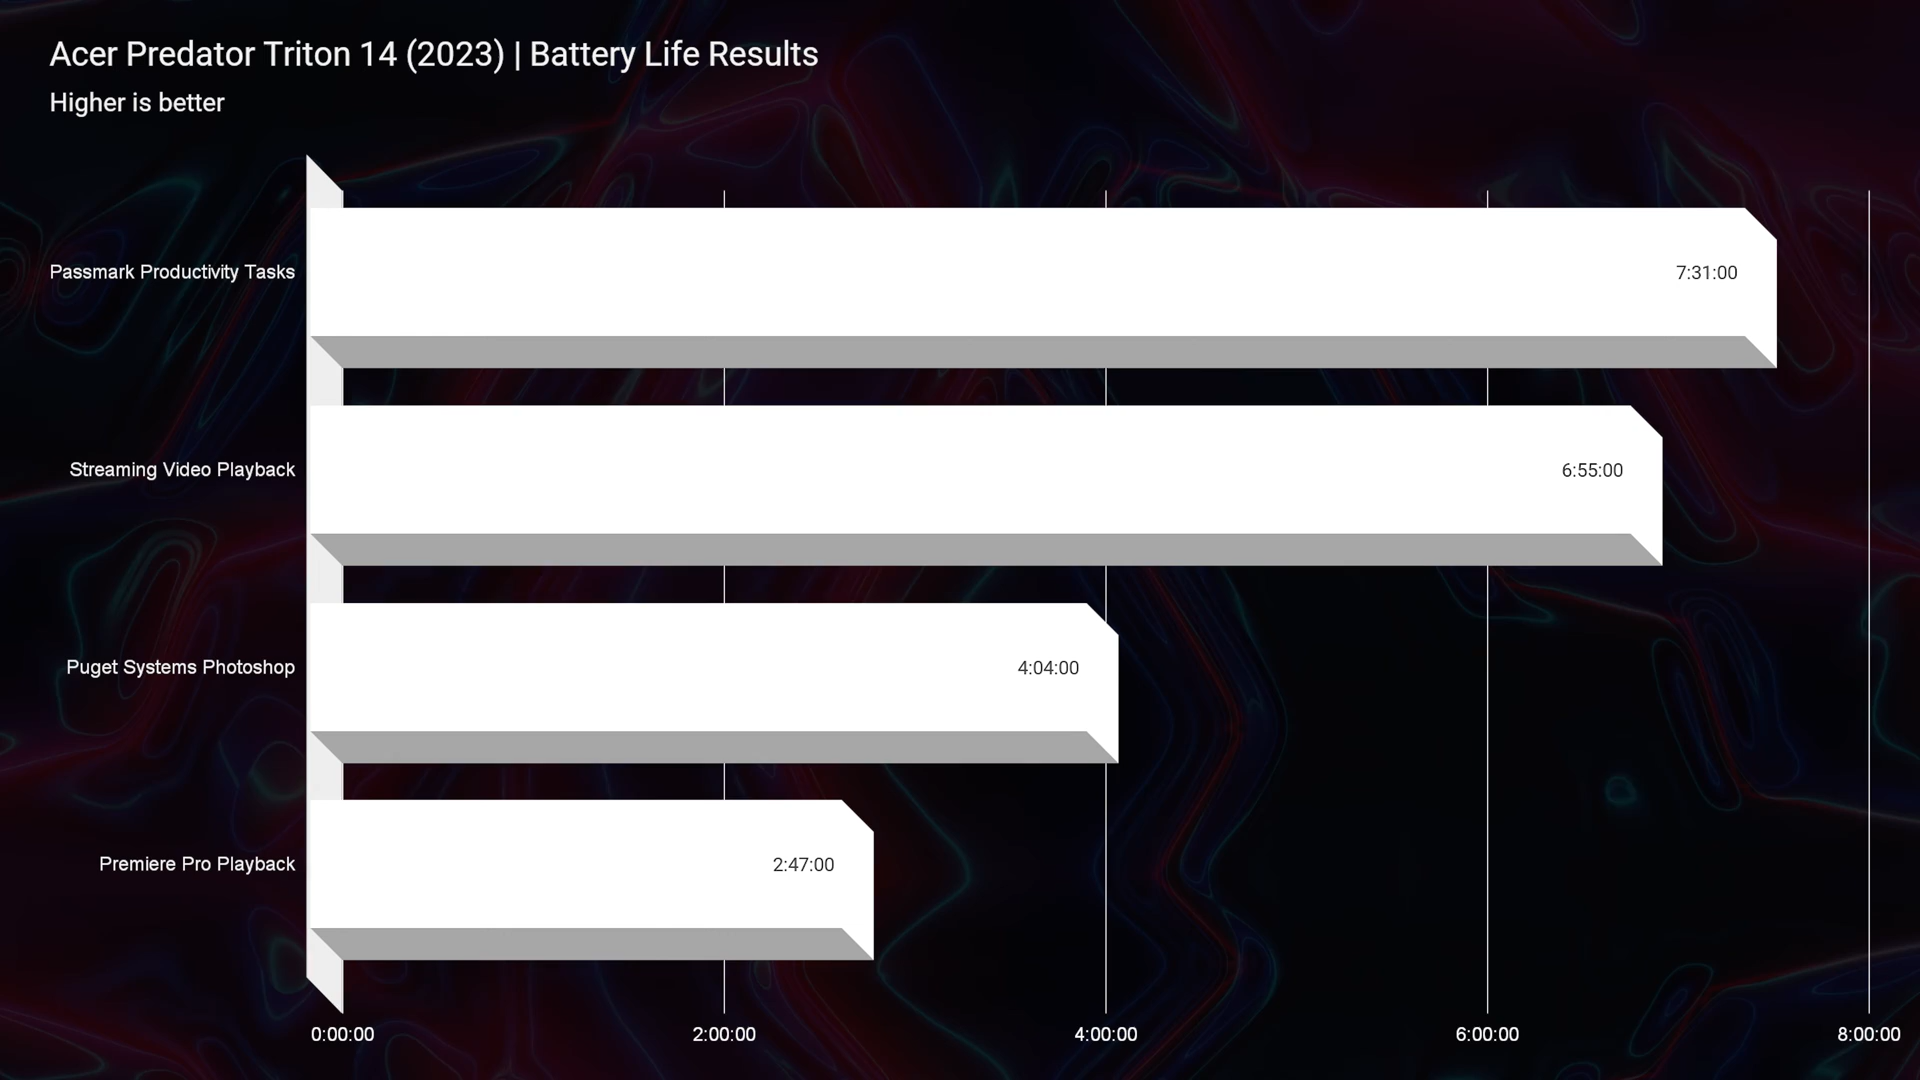 Acer Predator Triton 14 (2023) | Battery Life Results
Higher is better
Passmark Productivity Tasks
7:31:00
Streaming Video Playback
6:55:00
Puget Systems Photoshop
4:04:00
Premiere Pro Playback
2:47:00
0:00:00
2:00:00
4:00:00
6:00:00
8:00:00